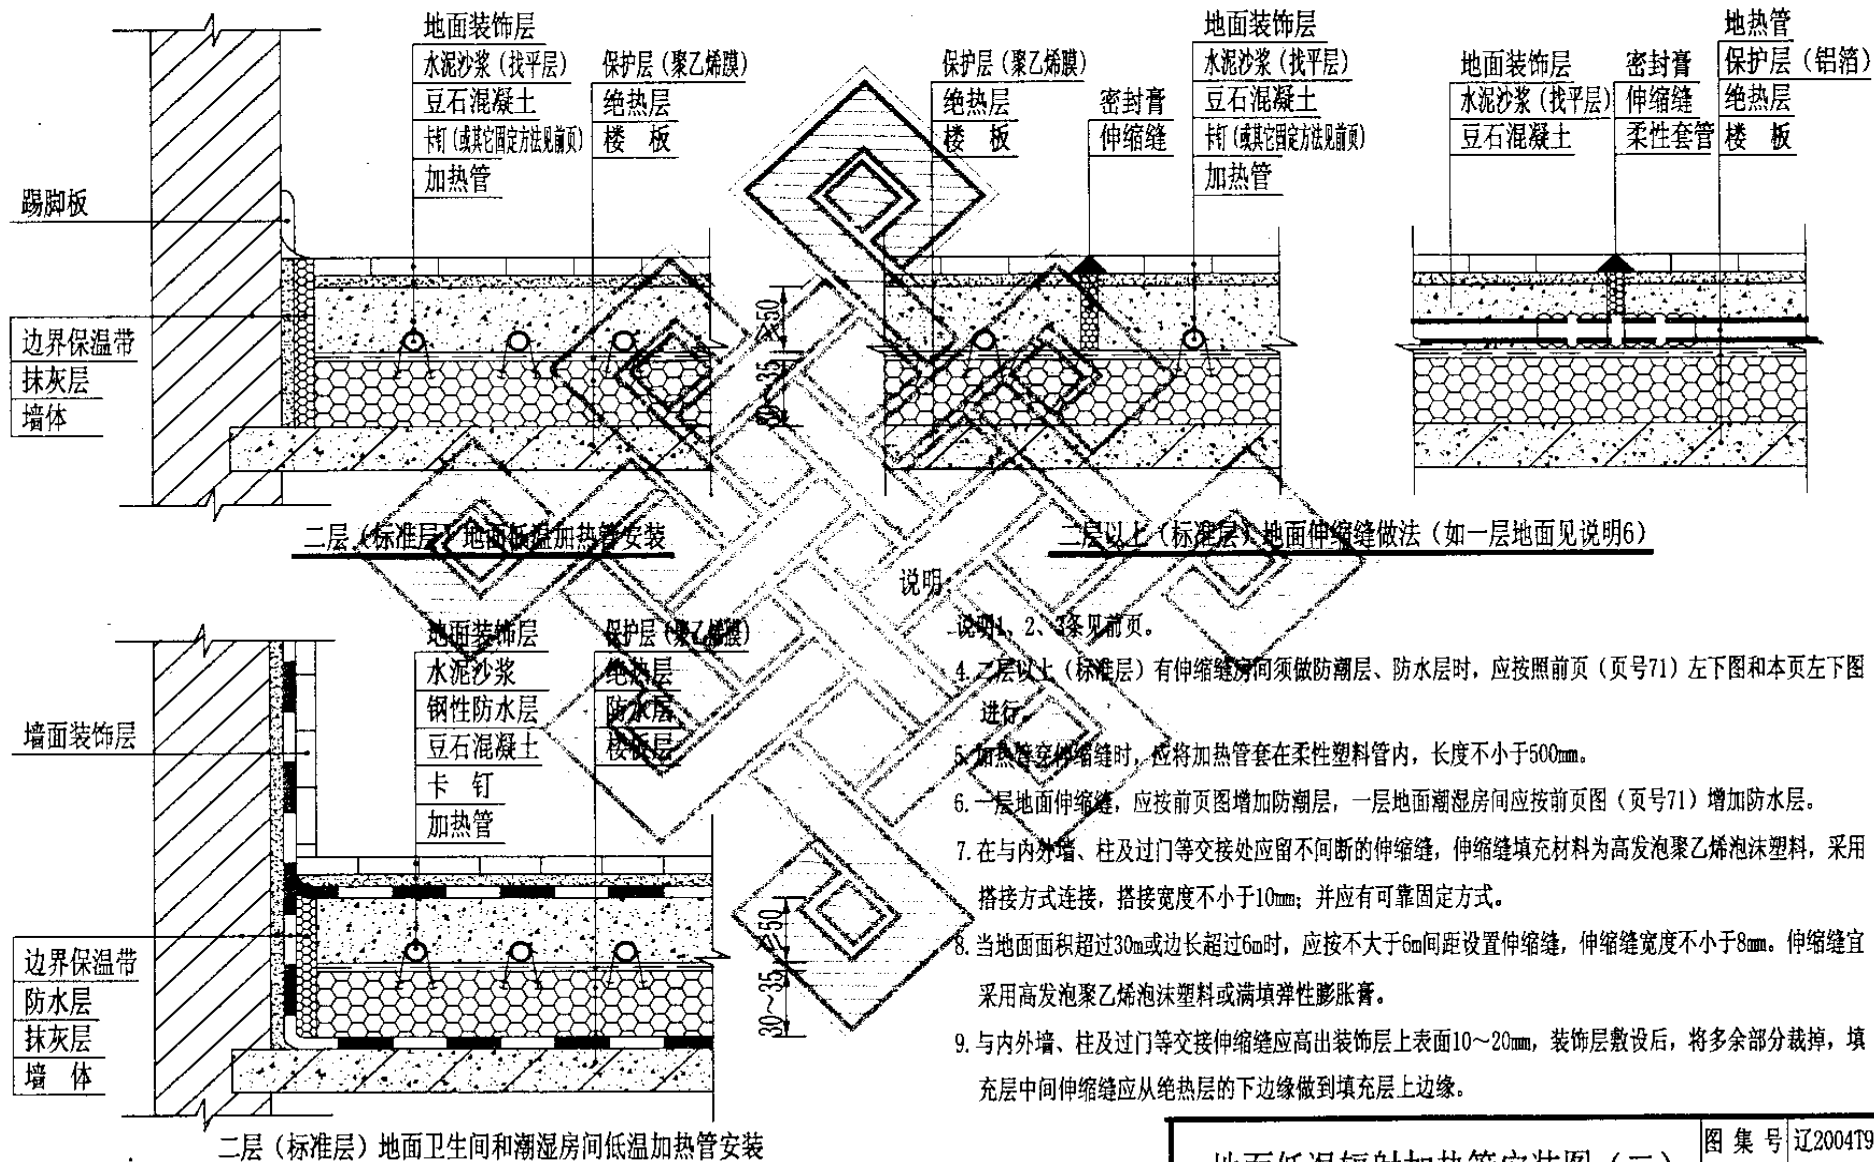 地面装饰层
水泥沙浆（找平层）
豆石混凝土
卡钉（或其它固定方法见前页）
加热管
保护层（聚乙烯膜）
绝热层
楼 板
踢脚板
边界保温带
抹灰层
墙体
≥50
30~35
二层（标准层）地面低温加热管安装
保护层（聚乙烯膜）
绝热层
楼 板
密封膏
伸缩缝
地面装饰层
水泥沙浆（找平层）
豆石混凝土
卡钉（或其它固定方法见前页）
加热管
地面装饰层
水泥沙浆（找平层）
豆石混凝土
密封膏
伸缩缝
柔性套管
地热管
保护层（铝箔）
绝热层
楼 板
二层以上（标准层）地面伸缩缝做法（如一层地面见说明6）
地面装饰层
水泥沙浆
钢性防水层
豆石混凝土
卡 钉
加热管
保护层（聚乙烯膜）
绝热层
防水层
楼板层
墙面装饰层
边界保温带
防水层
抹灰层
墙 体
≥50
30~35
二层（标准层）地面卫生间和潮湿房间低温加热管安装
说明：
说明1、2、3条见前页。
4.二层以上（标准层）有伸缩缝房间须做防潮层、防水层时，应按照前页（页号71）左下图和本页左下图
进行。
5.加热管穿伸缩缝时，应将加热管套在柔性塑料管内，长度不小于500mm。
6.一层地面伸缩缝，应按前页图增加防潮层，一层地面潮湿房间应按前页图（页号71）增加防水层。
7.在与内外墙、柱及过门等交接处应留不间断的伸缩缝，伸缩缝填充材料为高发泡聚乙烯泡沫塑料，采用
搭接方式连接，搭接宽度不小于10mm；并应有可靠固定方式。
8.当地面面积超过30m或边长超过6m时，应按不大于6m间距设置伸缩缝，伸缩缝宽度不小于8mm。伸缩缝宜
采用高发泡聚乙烯泡沫塑料或满填弹性膨胀膏。
9.与内外墙、柱及过门等交接伸缩缝应高出装饰层上表面10～20mm，装饰层敷设后，将多余部分裁掉，填
充层中间伸缩缝应从绝热层的下边缘做到填充层上边缘。
地面低温辐射加热管安装图（二）
图 集 号
辽2004T9